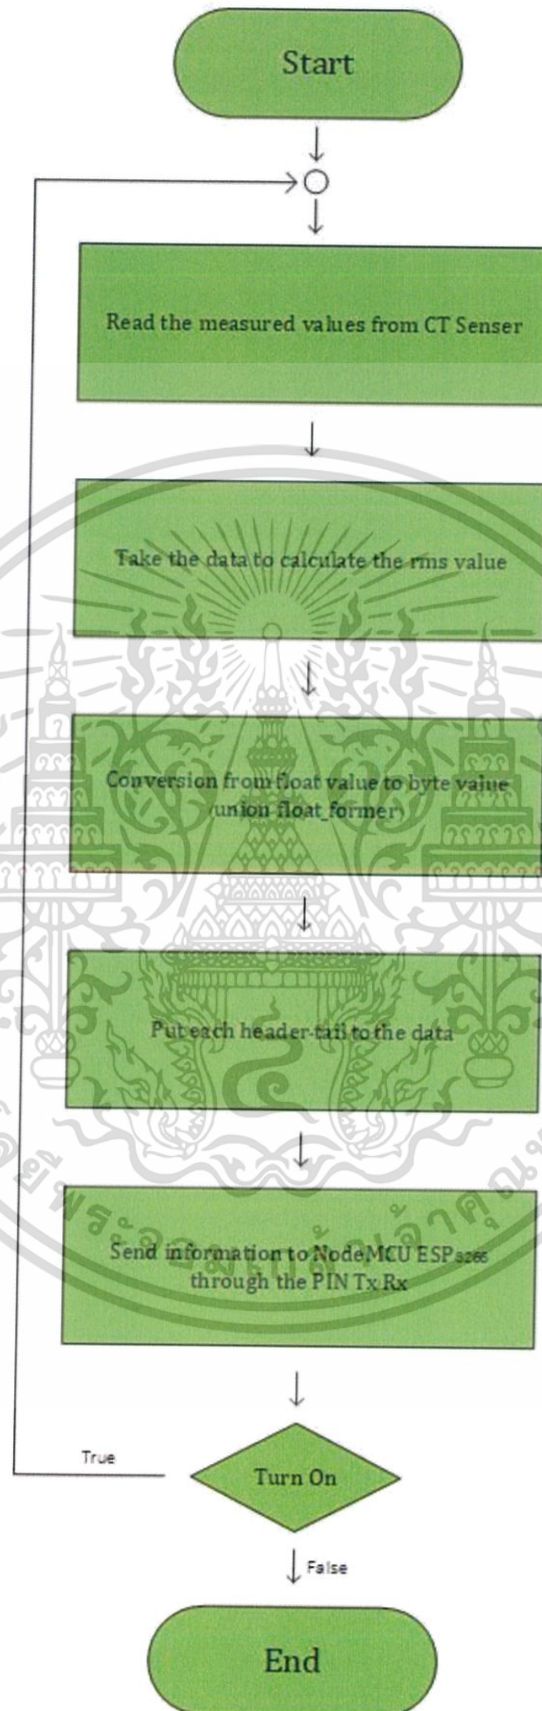 Start
Read the measured values from CT Senser
Take the data to calculate the rms value
Conversion from float value to byte value
(union float_former)
Put each header-tail to the data
Send information to NodeMCU ESP8266
through the PIN Tx Rx
True
Turn On
False
End